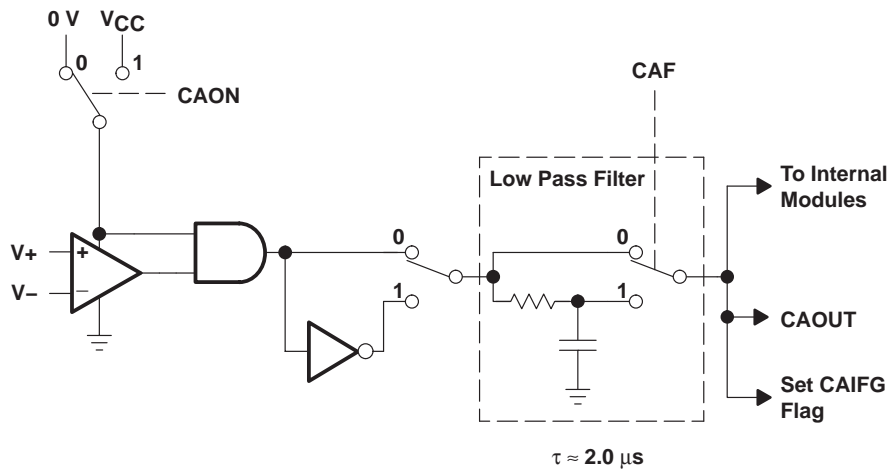 0 V
VCC
0
1
CAF
CAON
Low Pass Filter
To Internal
Modules
V+
+
0
0
V−
−
1
1
CAOUT
Set CAIFG
Flag
τ ≈ 2.0 μs